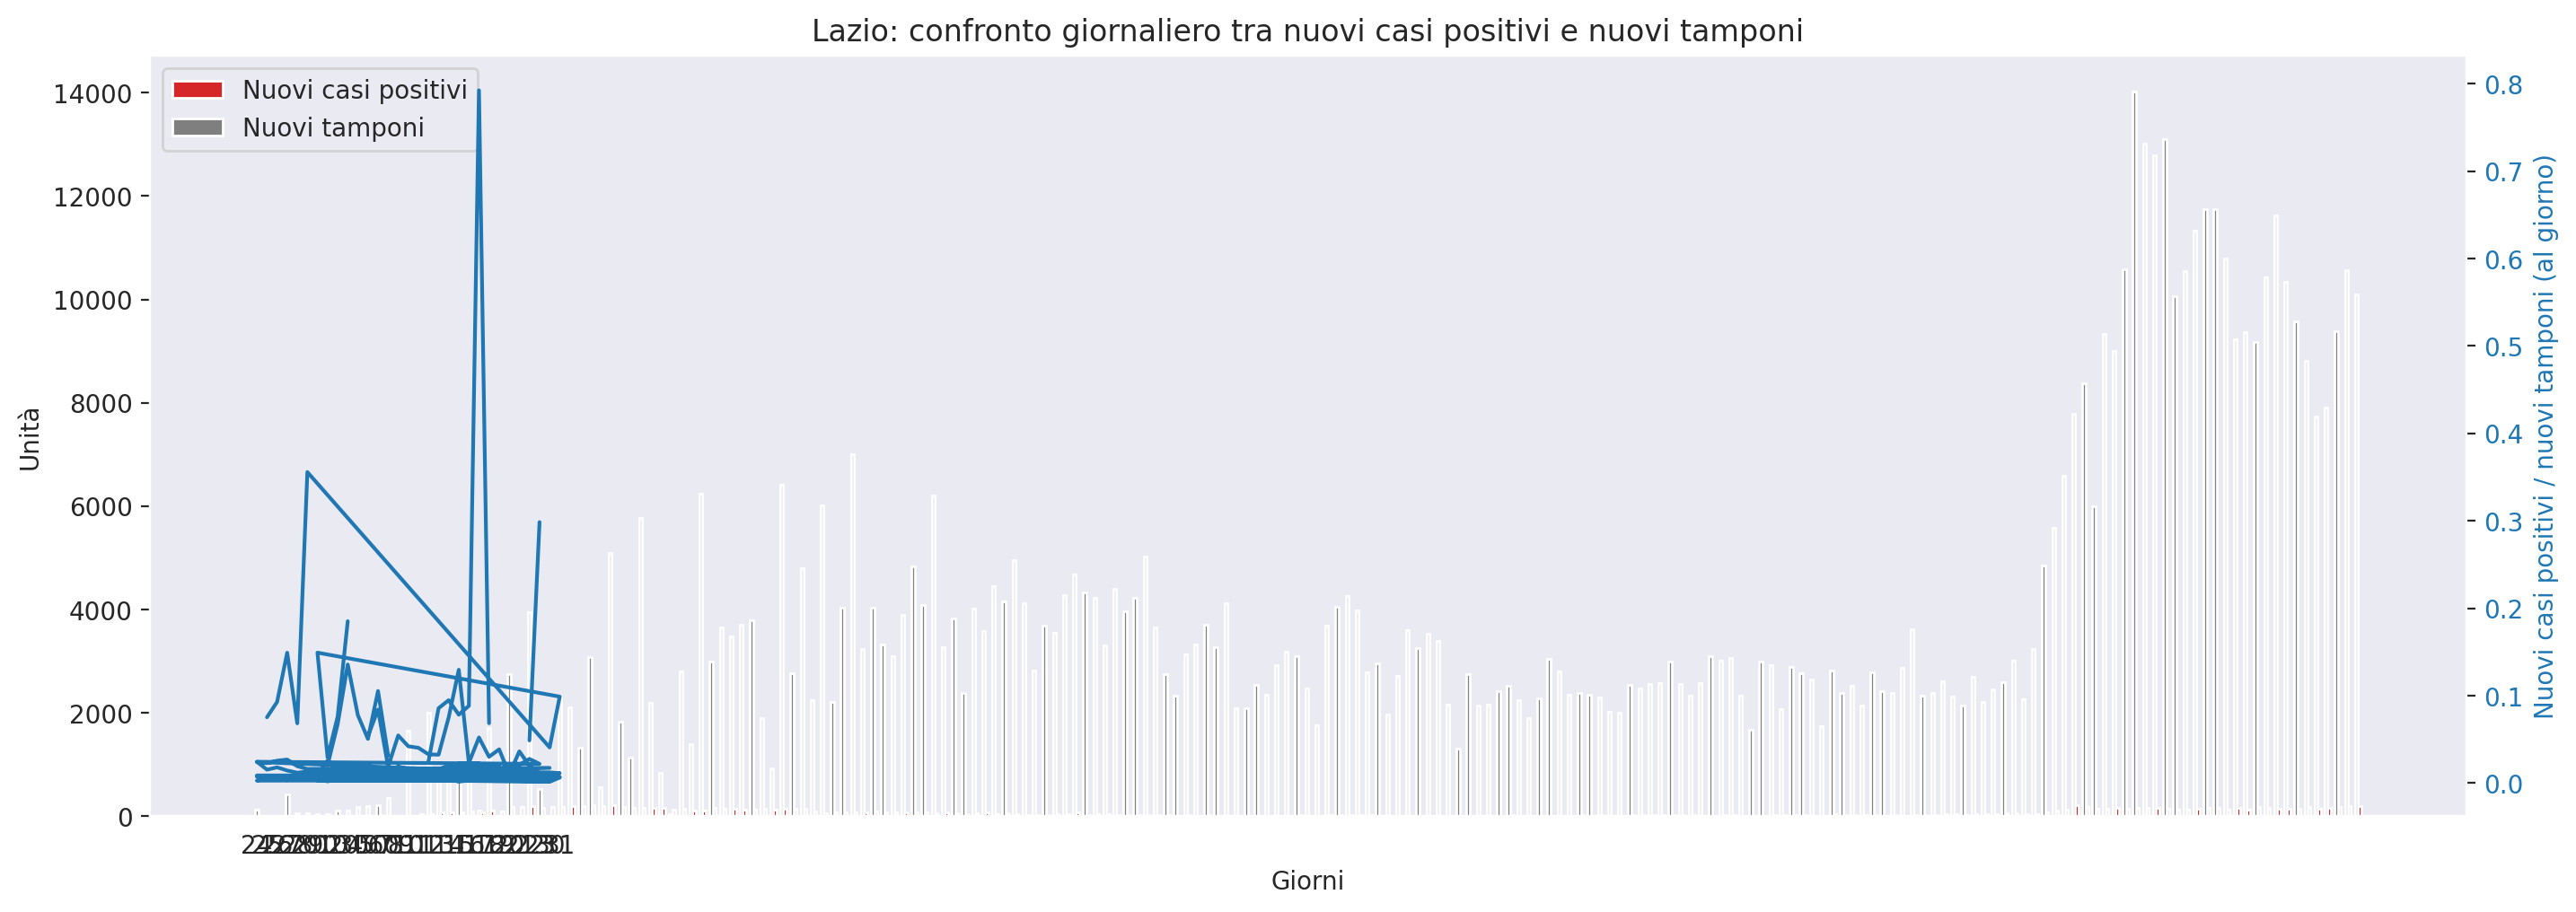 Lazio: confronto giornaliero tra nuovi casi positivi e nuovi tamponi
Nuovi casi positivi
Nuovi tamponi
14000
12000
10000
8000
6000
4000
2000
0
Unità
0.8
0.7
0.6
0.5
0.4
0.3
0.2
0.1
0.0
Nuovi casi positivi / nuovi tamponi (al giorno)
Giorni